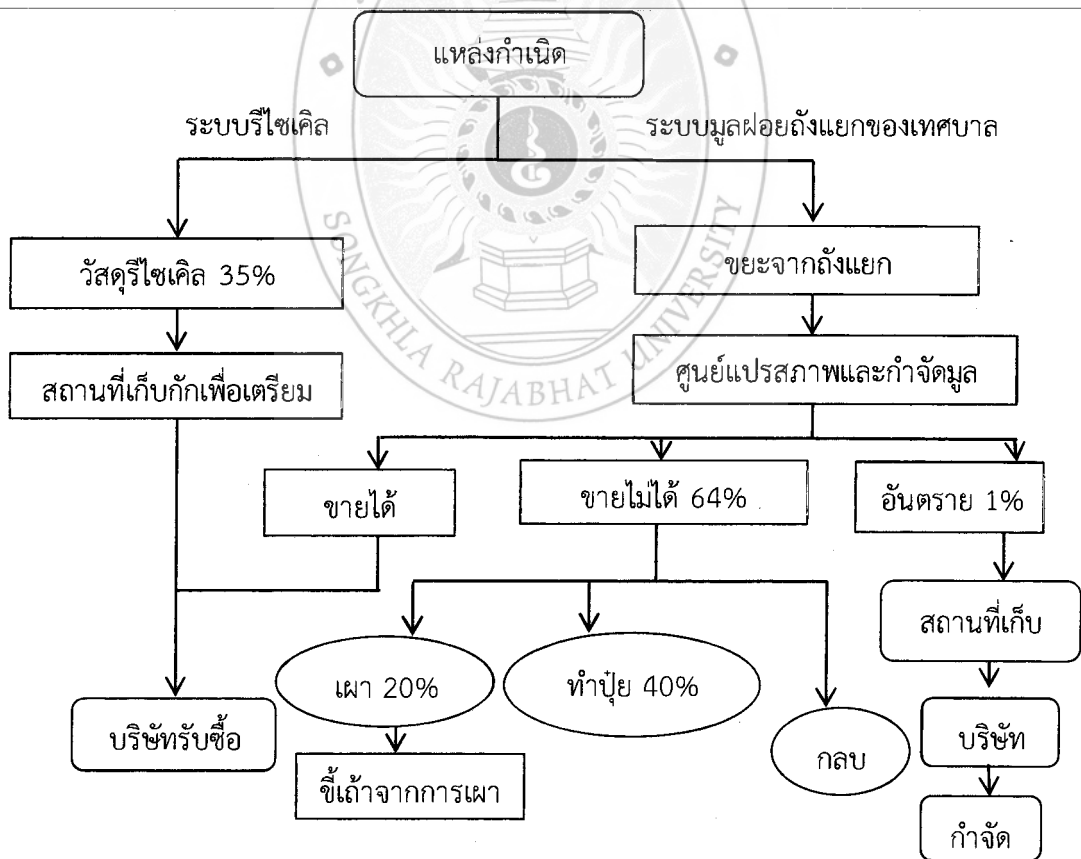 แหล่งกำเนิด
ระบบรีไซเคิล
ระบบมูลฝอยถังแยกของเทศบาล
วัสดุรีไซเคิล 35%
ขยะจากถังแยก
สถานที่เก็บกักเพื่อเตรียม
ศูนย์แปรสภาพและกำจัดมูล
ขายได้
ขายไม่ได้ 64%
อันตราย 1%
สถานที่เก็บ
เผา 20%
ทำปุ๋ย 40%
บริษัทรับซื้อ
กลบ
บริษัท
ขี้เถ้าจากการเผา
กำจัด
SONGKHLA RAJABHAT UNIVERSITY